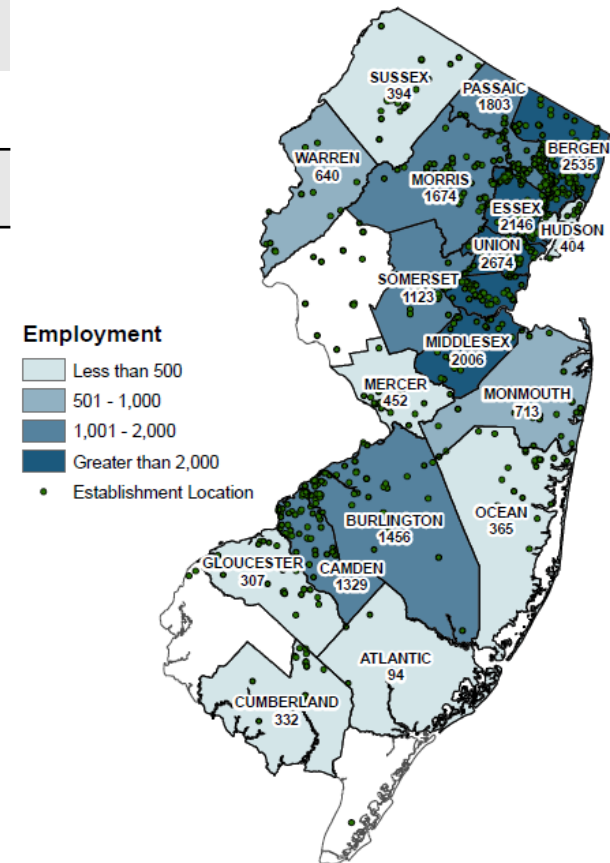 SUSSEX
394
PASSAIC
1803
BERGEN
2535
WARREN
640
MORRIS
1674
ESSEX
2146
HUDSON
404
UNION
2674
SOMERSET
1123
MIDDLESEX
2006
MERCER
452
MONMOUTH
713
Employment
Less than 500
501 - 1,000
1,001 - 2,000
Greater than 2,000
Establishment Location
OCEAN
365
BURLINGTON
1456
GLOUCESTER
307
CAMDEN
1329
ATLANTIC
94
CUMBERLAND
332